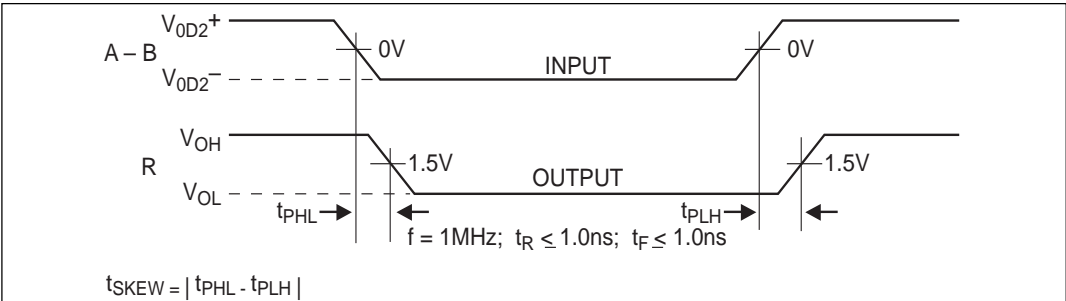 V0D2+
A – B
0V
0V
INPUT
V0D2–
VOH
R
1.5V
1.5V
OUTPUT
VOL
tPHL
tPLH
f = 1MHz; tR ≤ 1.0ns; tF ≤ 1.0ns
tSKEW = | tPHL - tPLH |